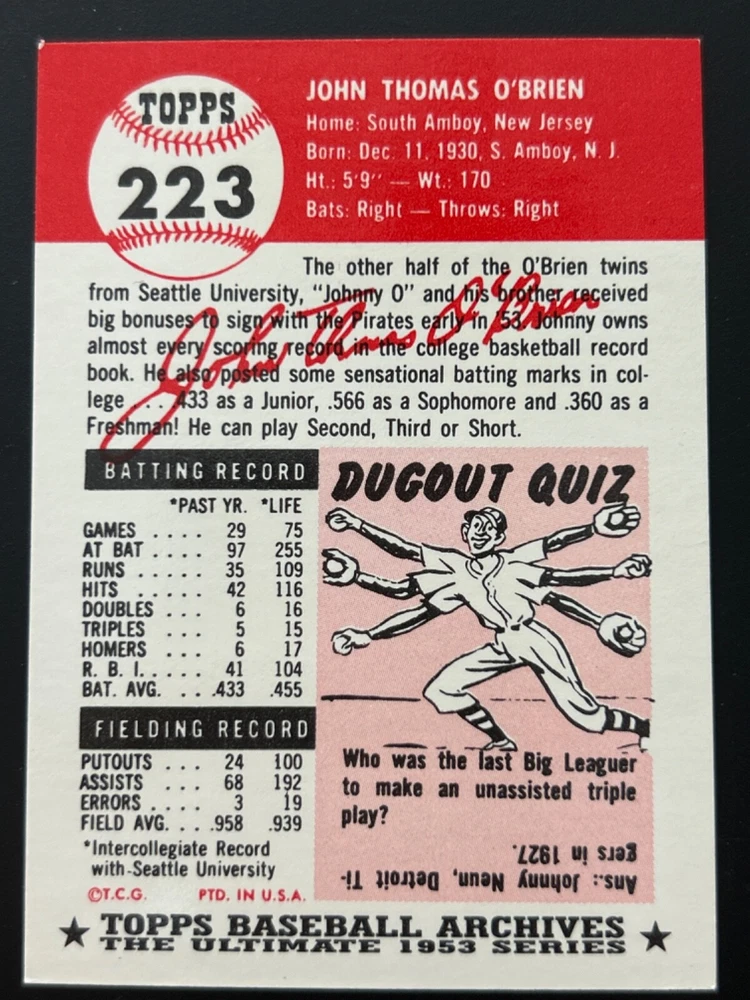 TOPPS
223
JOHN THOMAS O'BRIEN
Home: South Amboy, New Jersey
Born: Dec. 11, 1930, S. Amboy, N. J.
Ht.: 5'9" — Wt.: 170
Bats: Right — Throws: Right
The other half of the O'Brien twins
from Seattle University, "Johnny O" and his brother received
big bonuses to sign with the Pirates early in '53. Johnny owns
almost every scoring record in the college basketball record
book. He also posted some sensational batting marks in col-
lege . . . .433 as a Junior, .566 as a Sophomore and .360 as a
Freshman! He can play Second, Third or Short.
John Thomas O'Brien
BATTING RECORD
*PAST YR. *LIFE
GAMES . . . . 29 75
AT BAT . . . . 97 255
RUNS . . . . . 35 109
HITS . . . . . 42 116
DOUBLES . . . 6 16
TRIPLES . . . 5 15
HOMERS . . . 6 17
R. B. I. . . . . 41 104
BAT. AVG. . . . .433 .455
FIELDING RECORD
PUTOUTS . . . 24 100
ASSISTS . . . 68 192
ERRORS . . . . 3 19
FIELD AVG. . . . .958 .939
*Intercollegiate Record
with Seattle University
©T.C.G. PTD. IN U.S.A.
DUGOUT QUIZ
Who was the last Big Leaguer
to make an unassisted triple
play?
Ans.: Johnny Neun, Detroit Ti-
gers in 1927.
★ TOPPS BASEBALL ARCHIVES ★
THE ULTIMATE 1953 SERIES